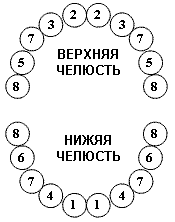 3 2 2 3
7 7
ВЕРХНЯЯ
5 ЧЕЛЮСТЬ 5
8 8
8 НИЖЯЯ 8
6 ЧЕЛЮСТЬ 6
7 7
4 1 1 4